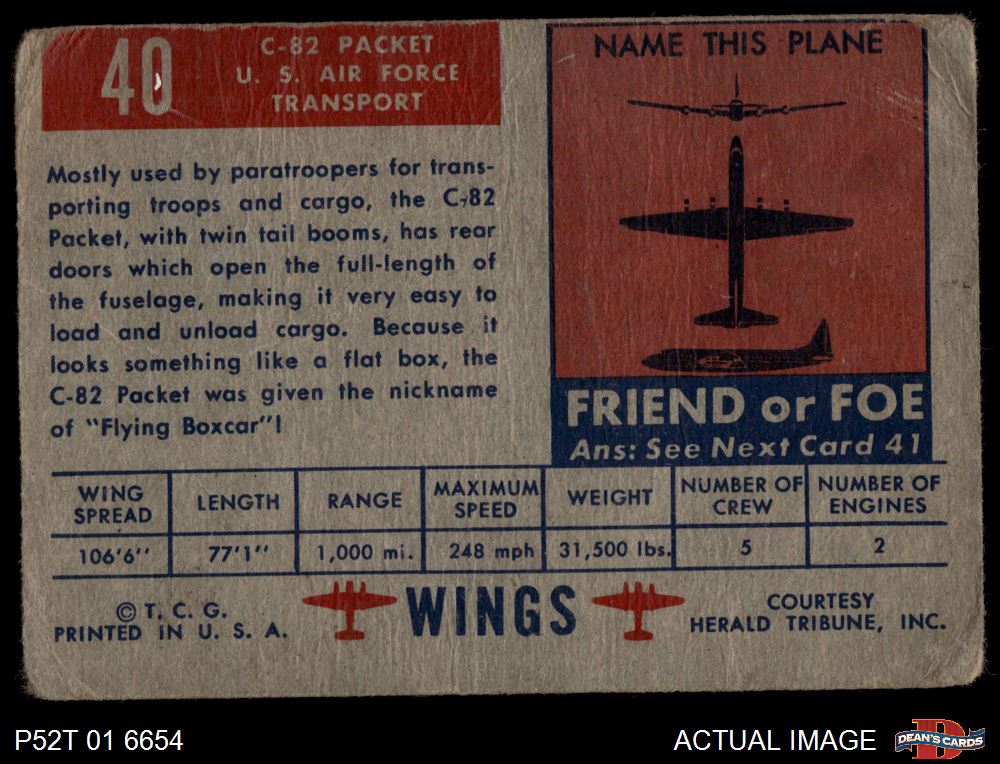 40
C-82 PACKET
U. S. AIR FORCE
TRANSPORT
Mostly used by paratroopers for trans-
porting troops and cargo, the C-82
Packet, with twin tail booms, has rear
doors which open the full-length of
the fuselage, making it very easy to
load and unload cargo. Because it
looks something like a flat box, the
C-82 Packet was given the nickname
of "Flying Boxcar"!
NAME THIS PLANE
FRIEND or FOE
Ans: See Next Card 41
WING SPREAD
LENGTH
RANGE
MAXIMUM SPEED
WEIGHT
NUMBER OF CREW
NUMBER OF ENGINES
106'6''
77'1''
1,000 mi.
248 mph
31,500 lbs.
5
2
© T. C. G.
PRINTED IN U. S. A.
WINGS
COURTESY
HERALD TRIBUNE, INC.
P52T 01 6654
ACTUAL IMAGE
D
DEAN'S CARDS